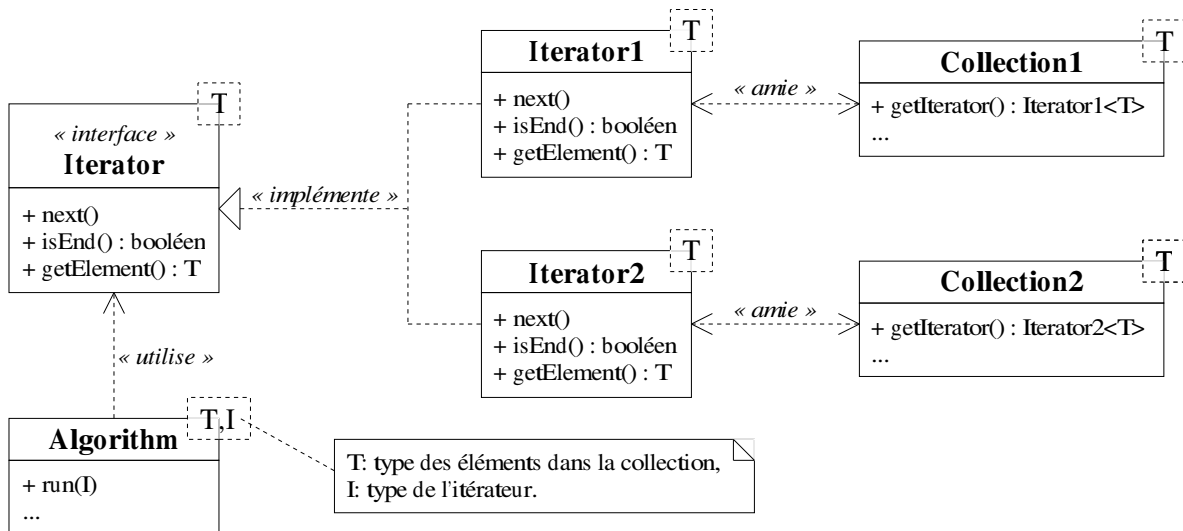 T
« interface »
Iterator
+ next()
+ isEnd() : booléen
+ getElement() : T
« implémente »
T
Iterator1
+ next()
+ isEnd() : booléen
+ getElement() : T
« amie »
T
Collection1
+ getIterator() : Iterator1<T>
...
T
Iterator2
+ next()
+ isEnd() : booléen
+ getElement() : T
« amie »
T
Collection2
+ getIterator() : Iterator2<T>
...
« utilise »
T,I
Algorithm
+ run(I)
...
T: type des éléments dans la collection,
I: type de l'itérateur.